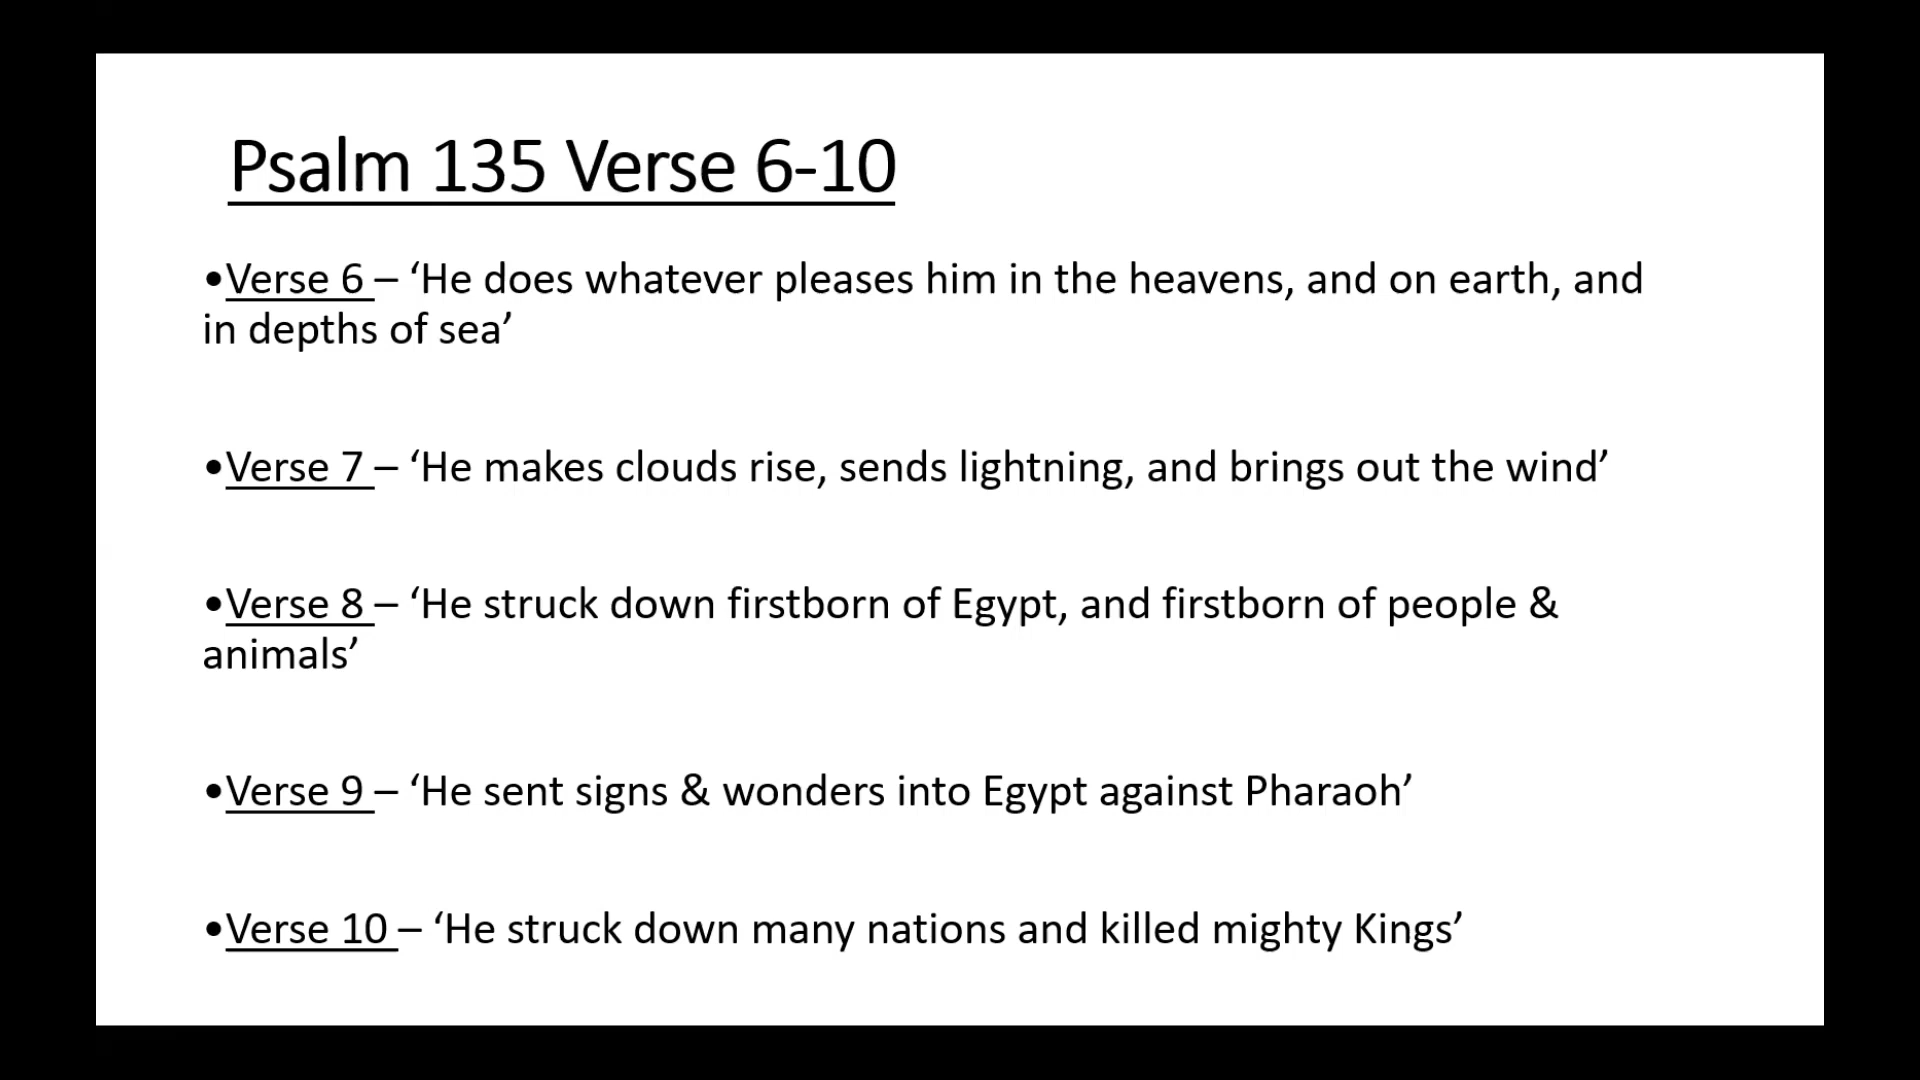 Psalm 135 Verse 6-10
•Verse 6 – ‘He does whatever pleases him in the heavens, and on earth, and
in depths of sea’
•Verse 7 – ‘He makes clouds rise, sends lightning, and brings out the wind’
•Verse 8 – ‘He struck down firstborn of Egypt, and firstborn of people &
animals’
•Verse 9 – ‘He sent signs & wonders into Egypt against Pharaoh’
•Verse 10 – ‘He struck down many nations and killed mighty Kings’